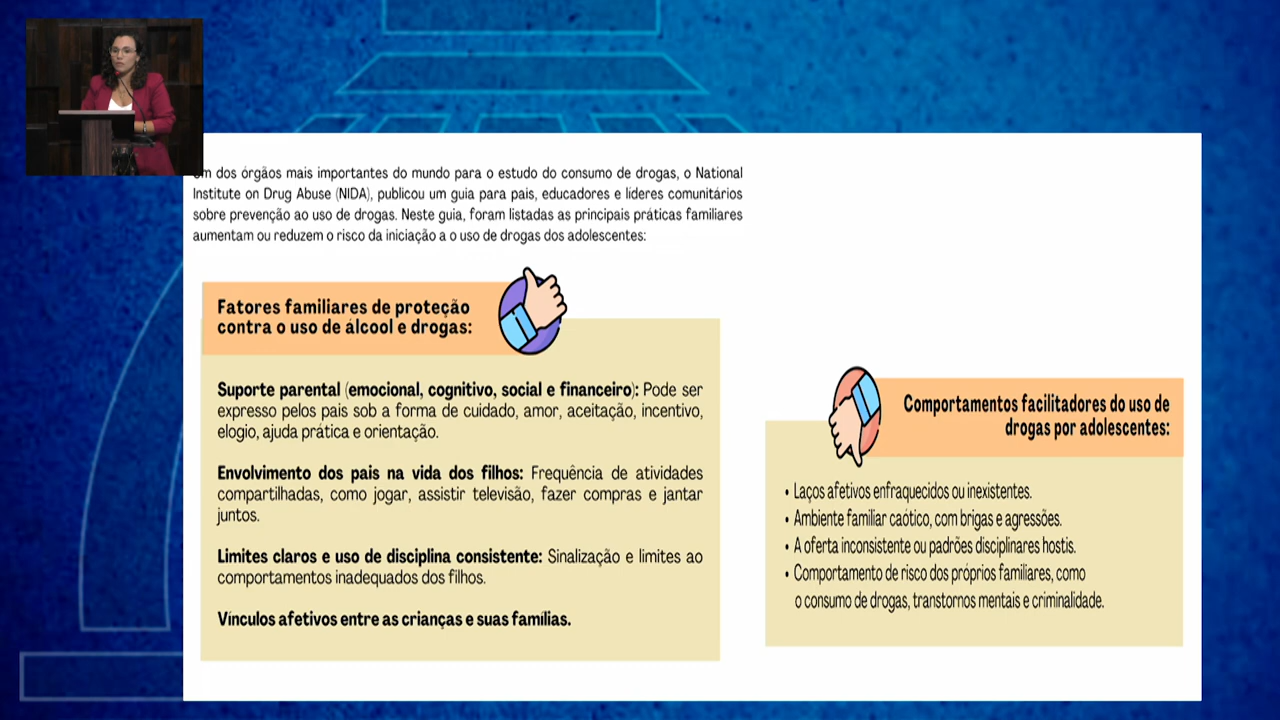 dos órgãos mais importantes do mundo para o estudo do consumo de drogas, o National
Institute on Drug Abuse (NIDA), publicou um guia para pais, educadores e líderes comunitários
sobre prevenção ao uso de drogas. Neste guia, foram listadas as principais práticas familiares
aumentam ou reduzem o risco da iniciação a o uso de drogas dos adolescentes:
Fatores familiares de proteção
contra o uso de álcool e drogas:
Suporte parental (emocional, cognitivo, social e financeiro): Pode ser
expresso pelos pais sob a forma de cuidado, amor, aceitação, incentivo,
elogio, ajuda prática e orientação.
Envolvimento dos pais na vida dos filhos: Frequência de atividades
compartilhadas, como jogar, assistir televisão, fazer compras e jantar
juntos.
Limites claros e uso de disciplina consistente: Sinalização e limites ao
comportamentos inadequados dos filhos.
Vínculos afetivos entre as crianças e suas famílias.
Comportamentos facilitadores do uso de
drogas por adolescentes:
• Laços afetivos enfraquecidos ou inexistentes.
• Ambiente familiar caótico, com brigas e agressões.
• A oferta inconsistente ou padrões disciplinares hostis.
• Comportamento de risco dos próprios familiares, como
o consumo de drogas, transtornos mentais e criminalidade.